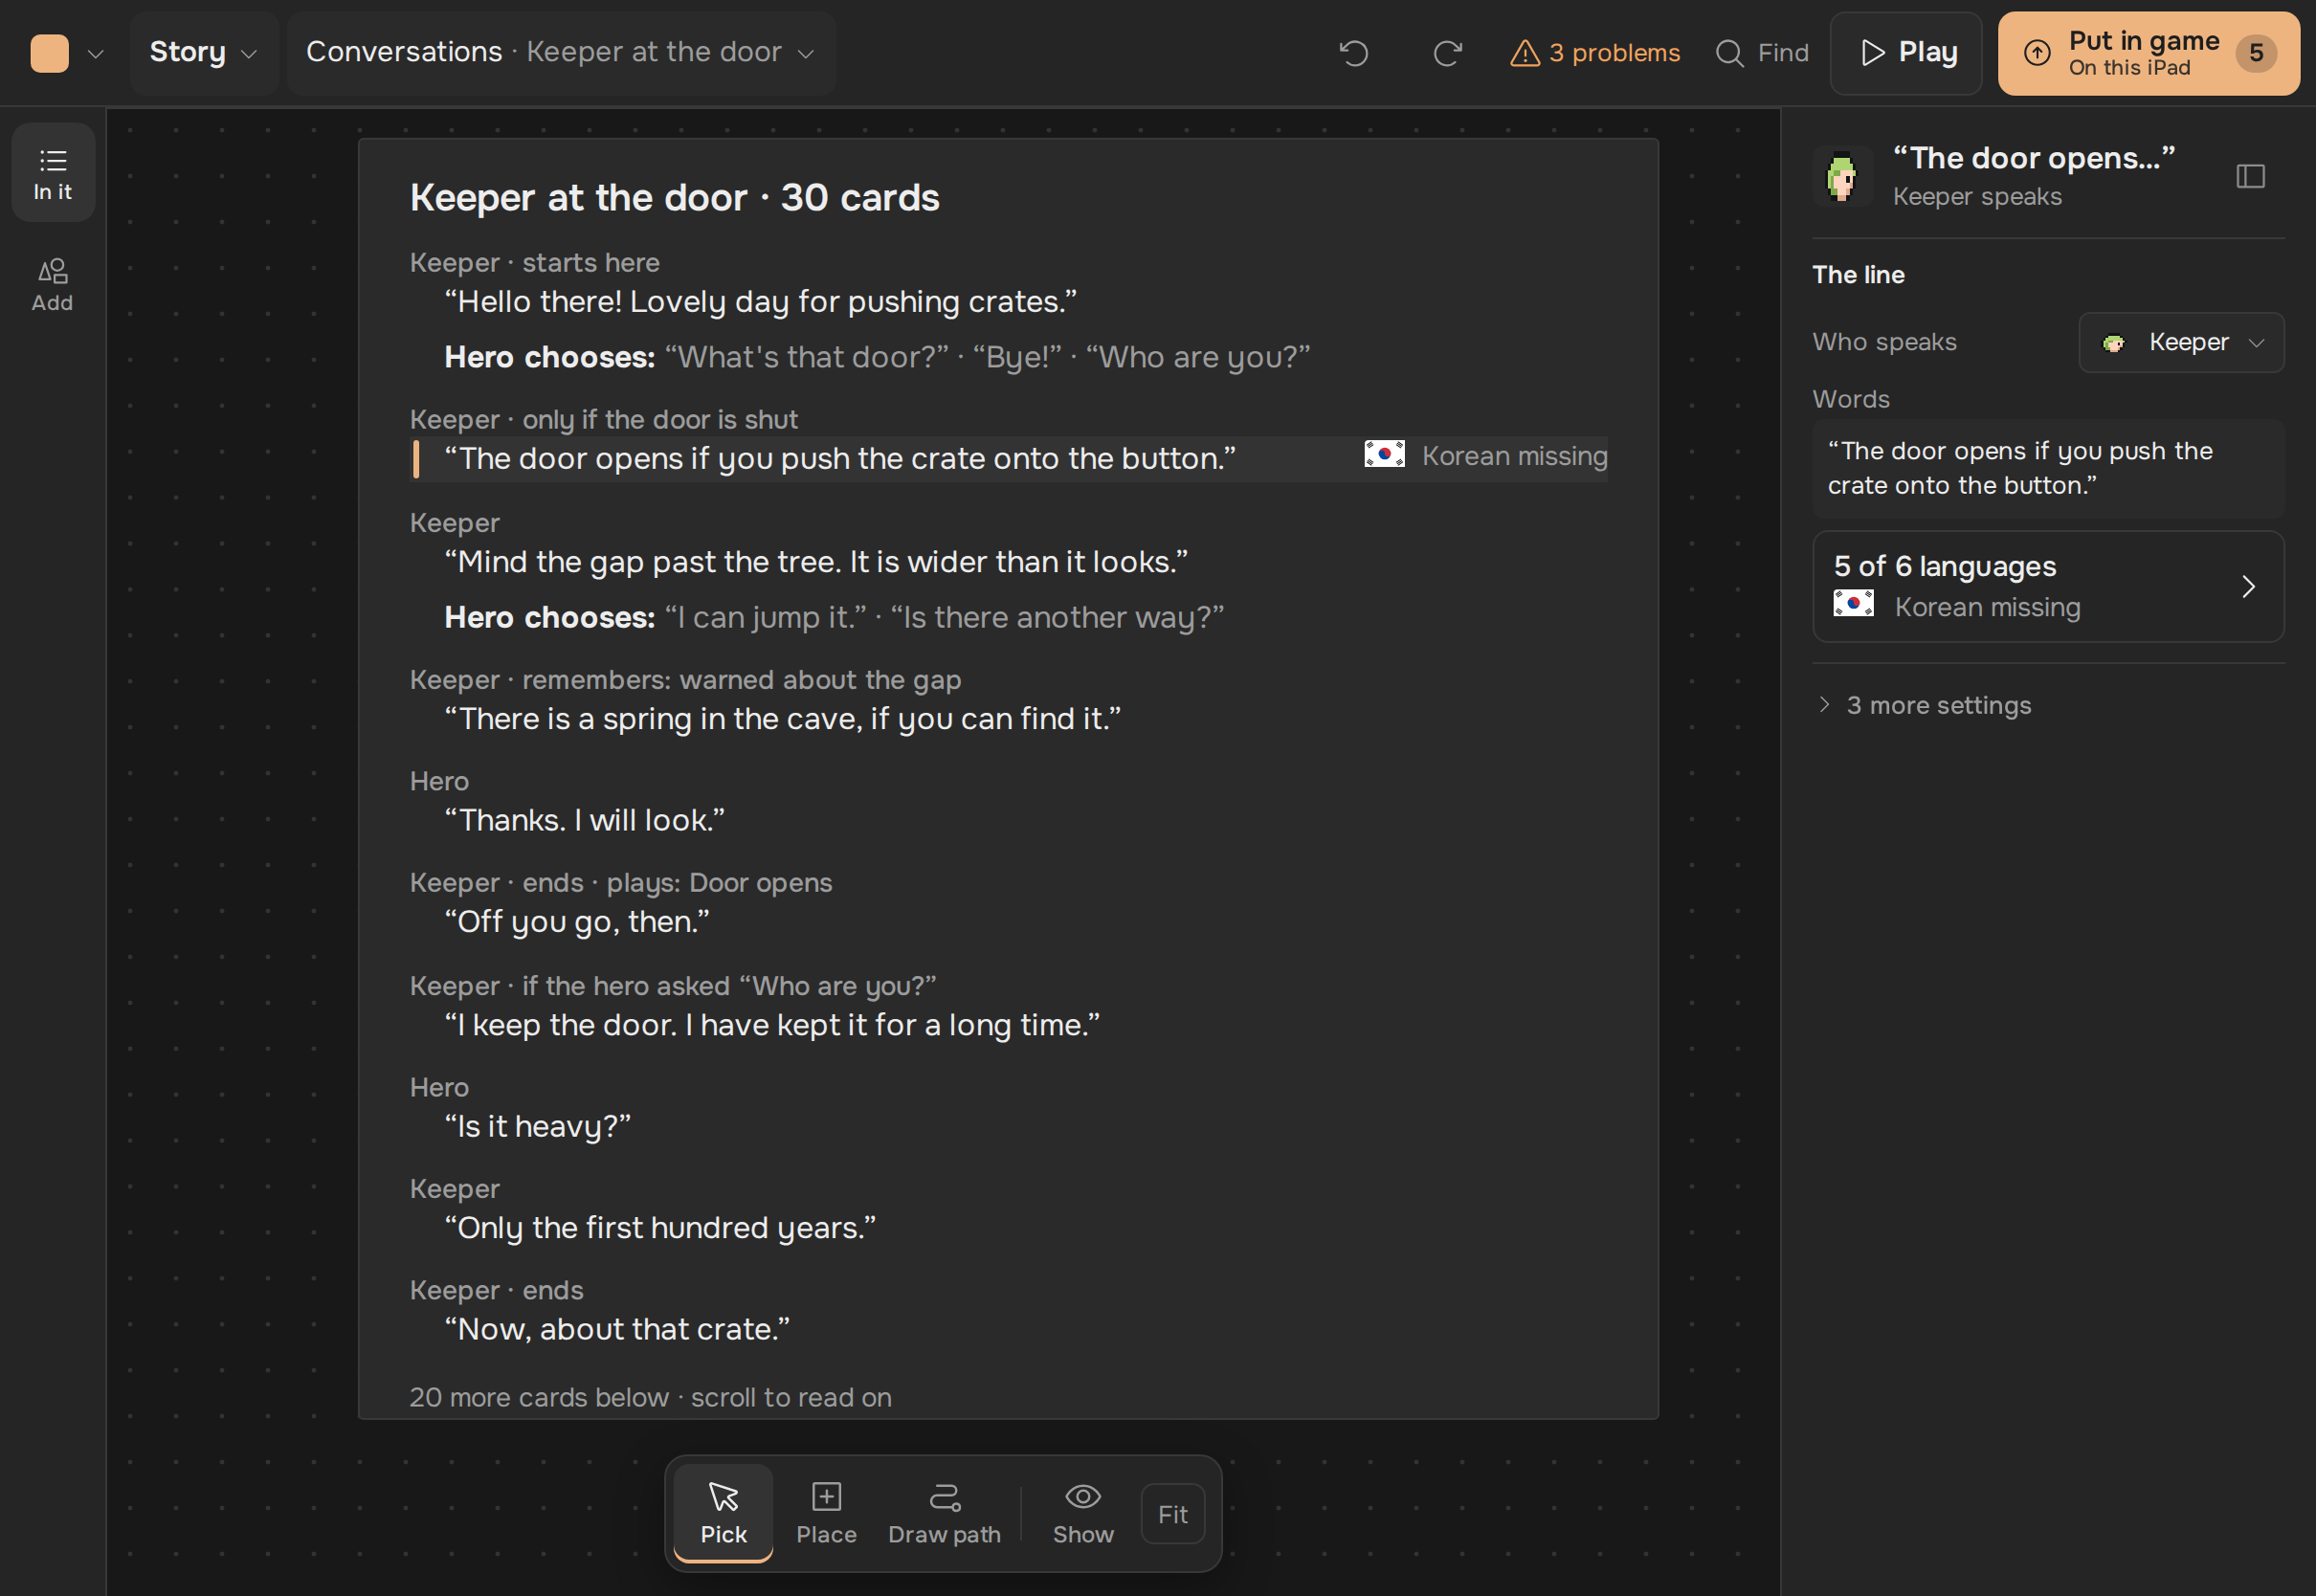 Story
Conversations · Keeper at the door
3 problems
Find
Play
Put in game
On this iPad
5
In it
Add
Keeper at the door · 30 cards
Keeper · starts here
“Hello there! Lovely day for pushing crates.”
Hero chooses: “What's that door?” · “Bye!” · “Who are you?”
Keeper · only if the door is shut
“The door opens if you push the crate onto the button.”
Korean missing
Keeper
“Mind the gap past the tree. It is wider than it looks.”
Hero chooses: “I can jump it.” · “Is there another way?”
Keeper · remembers: warned about the gap
“There is a spring in the cave, if you can find it.”
Hero
“Thanks. I will look.”
Keeper · ends · plays: Door opens
“Off you go, then.”
Keeper · if the hero asked “Who are you?”
“I keep the door. I have kept it for a long time.”
Hero
“Is it heavy?”
Keeper
“Only the first hundred years.”
Keeper · ends
“Now, about that crate.”
20 more cards below · scroll to read on
Pick
Place
Draw path
Show
Fit
“The door opens…”
Keeper speaks
The line
Who speaks
Keeper
Words
“The door opens if you push the
crate onto the button.”
5 of 6 languages
Korean missing
3 more settings